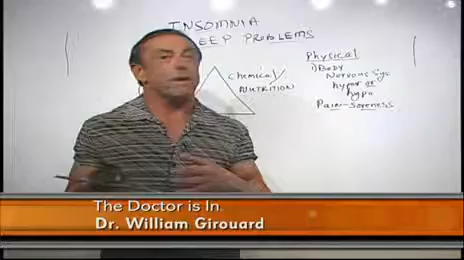 INSOMNIA
EEP PROBLEMS
Physical
1) BODY
Chemical
NUTRITION
Nervous sys
hyper or
hypo
Pain-soreness
The Doctor is In
Dr. William Girouard